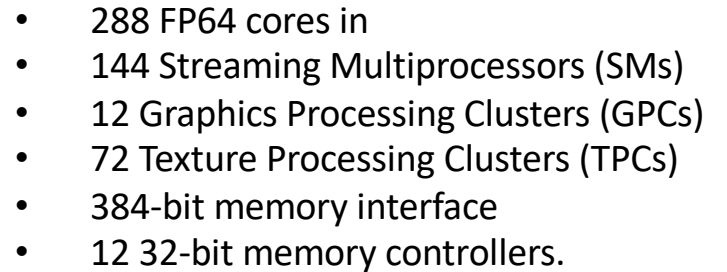 • 288 FP64 cores in
• 144 Streaming Multiprocessors (SMs)
• 12 Graphics Processing Clusters (GPCs)
• 72 Texture Processing Clusters (TPCs)
• 384-bit memory interface
• 12 32-bit memory controllers.